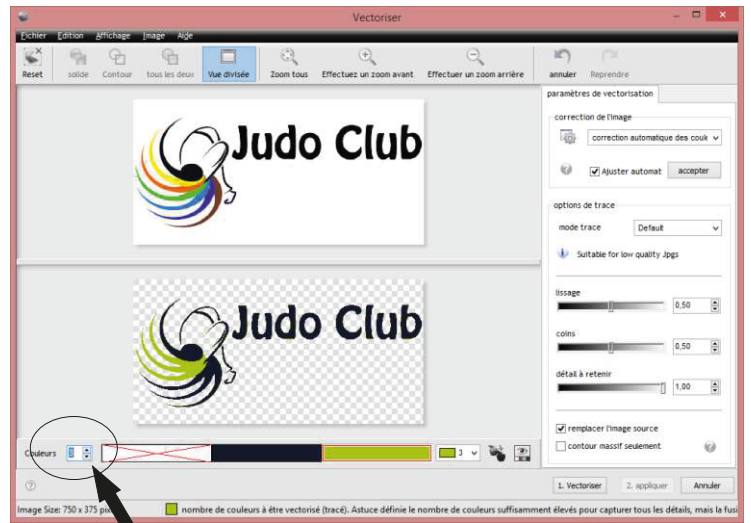 Vectoriser
Eichier Edition Affichage Image Aide
Reset solide Contour tous les deux Vue divisée Zoom tous Effectuez un zoom avant Effectuer un zoom arrière annuler Reprendre
paramètres de vectorisation
correction de l'image
correction automatique des coule
Ajuster automat accepter
options de trace
mode trace Default
Suitable for low quality Jpgs
lissage
0,50
coins
0,50
détail à retenir
1,00
remplacer l'image source
contour massif seulement
Judo Club
Judo Club
Couleurs 3
1. Vectoriser 2. appliquer Annuler
Image Size: 750 x 375 nombre de couleurs à être vectorisé (tracé). Astuce définie le nombre de couleurs suffisamment élevés pour capturer tous les détails, mais la fusi